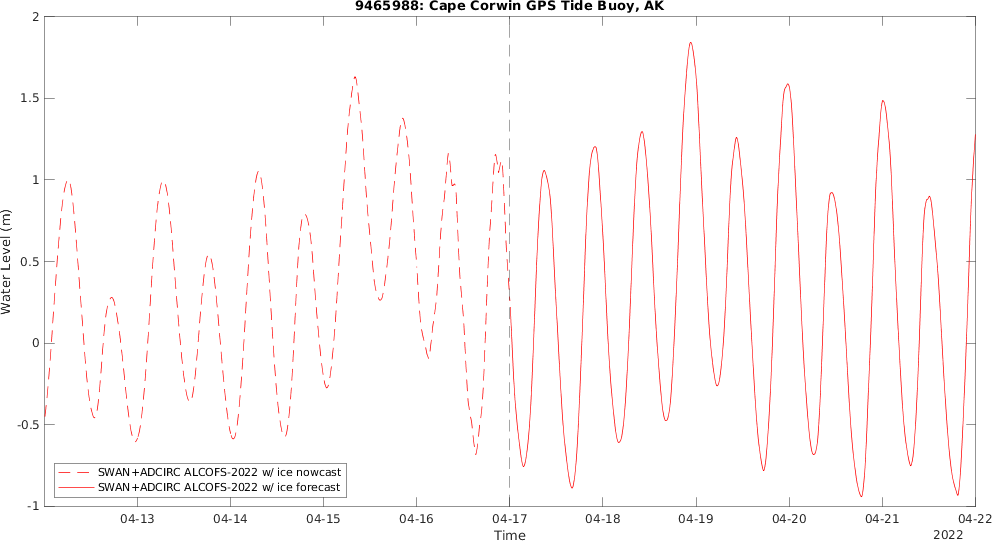 9465988: Cape Corwin GPS Tide Buoy, AK
Water Level (m)
2
1.5
1
0.5
0
-0.5
-1
SWAN+ADCIRC ALCOFS-2022 w/ ice nowcast
SWAN+ADCIRC ALCOFS-2022 w/ ice forecast
04-13 04-14 04-15 04-16 04-17 04-18 04-19 04-20 04-21 04-22
Time
2022